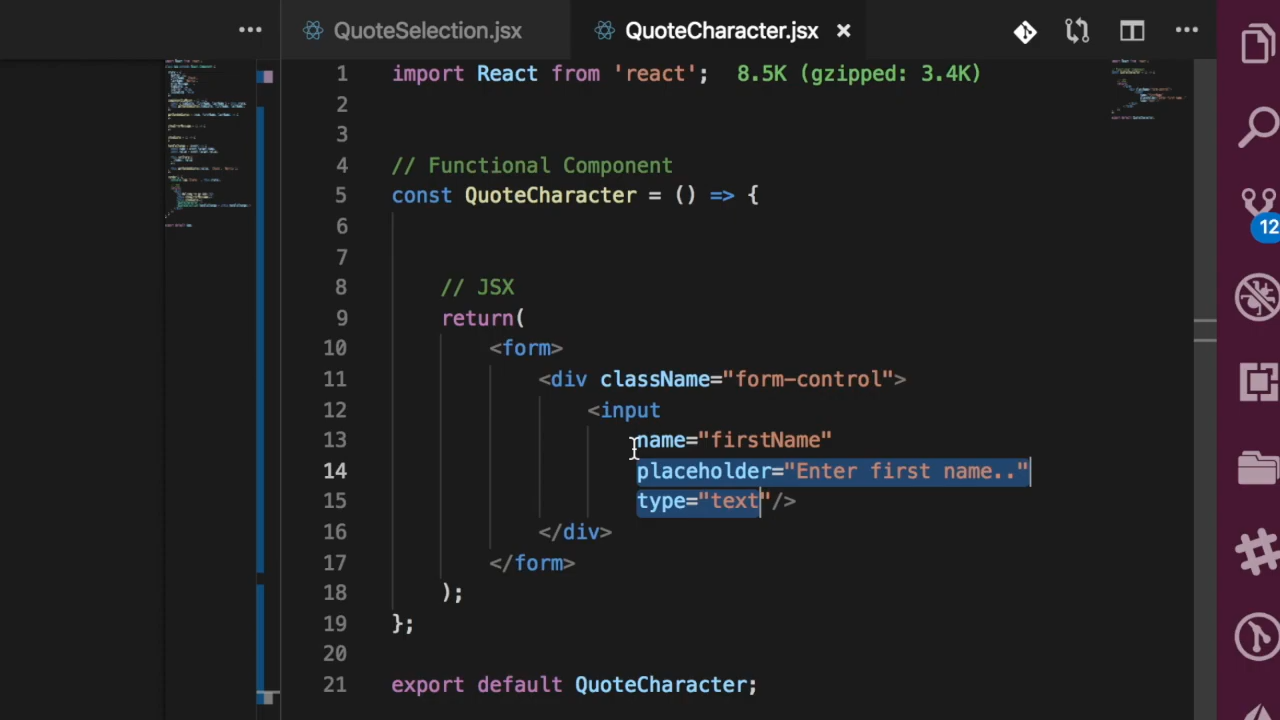 QuoteSelection.jsx
QuoteCharacter.jsx
1 import React from 'react'; 8.5K (gzipped: 3.4K)
2
3
4 // Functional Component
5 const QuoteCharacter = () => {
6
7
8 // JSX
9 return(
10 <form>
11 <div className="form-control">
12 <input
13 name="firstName"
14 placeholder="Enter first name.."
15 type="text"/>
16 </div>
17 </form>
18 );
19 };
20
21 export default QuoteCharacter;
12